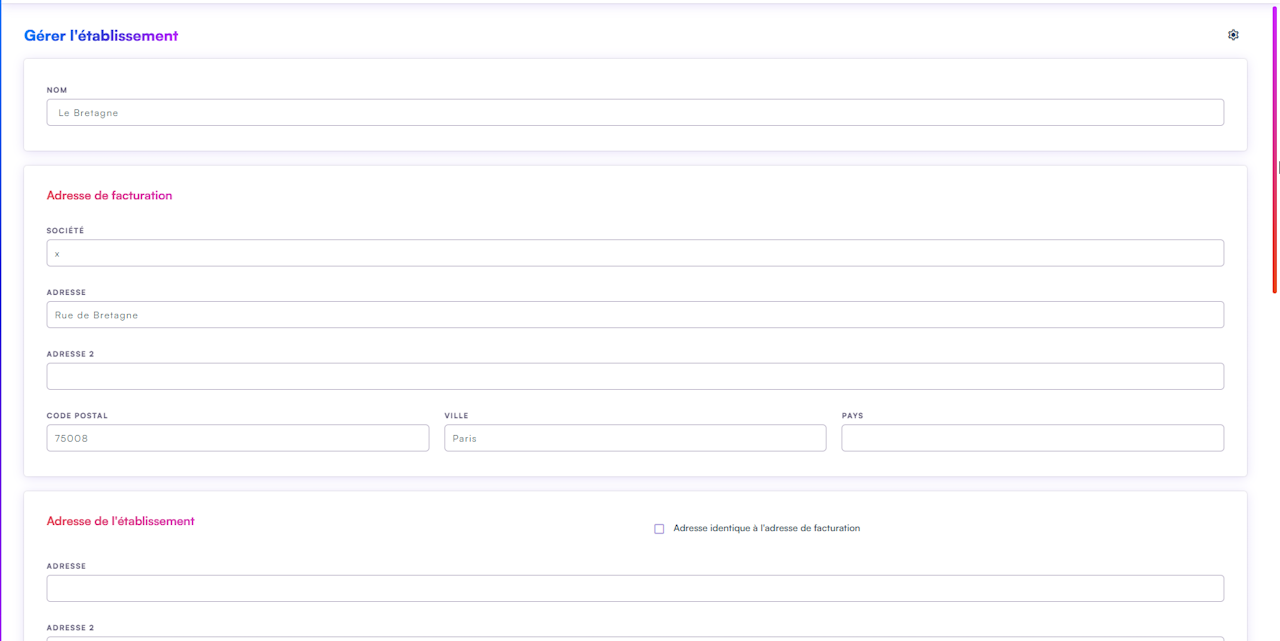 Gérer l'établissement
NOM
Le Bretagne
Adresse de facturation
SOCIÉTÉ
x
ADRESSE
Rue de Bretagne
ADRESSE 2
CODE POSTAL VILLE PAYS
75008 Paris
Adresse de l'établissement
Adresse identique à l'adresse de facturation
ADRESSE
ADRESSE 2